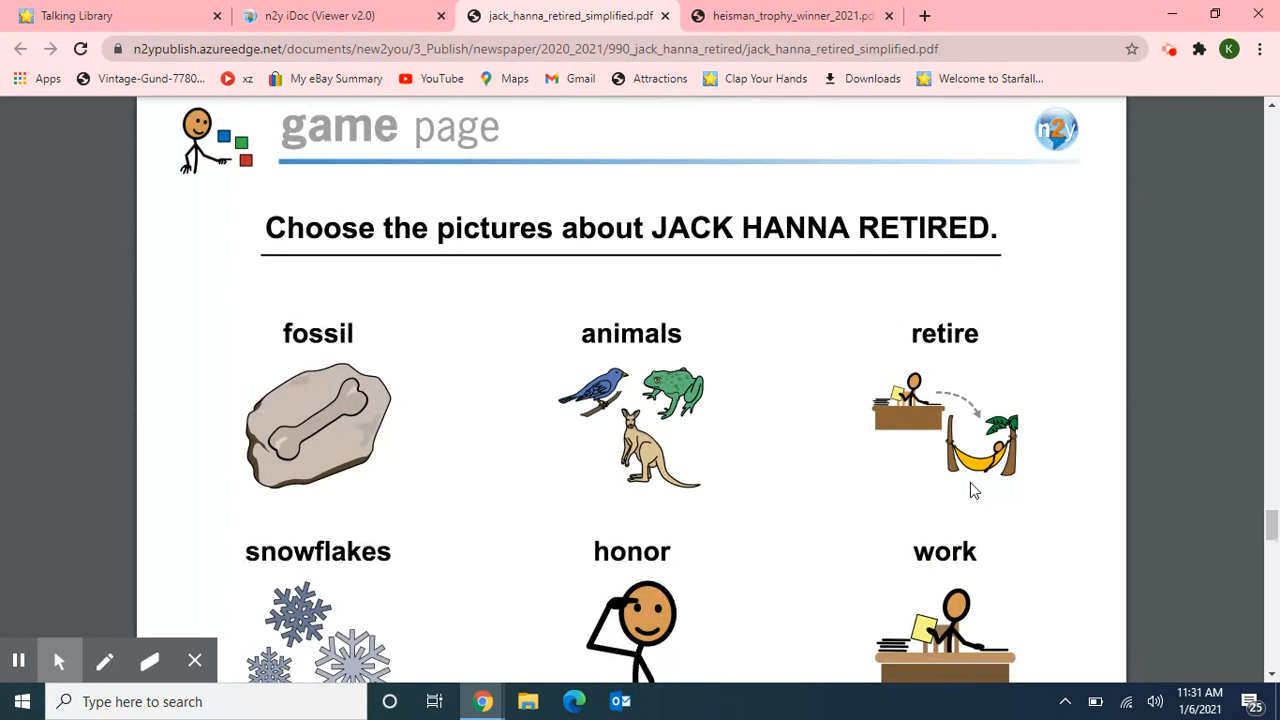 Talking Library
n2y iDoc (Viewer v2.0)
jack_hanna_retired_simplified.pdf
heisman_trophy_winner_2021.pd
n2ypublish.azureedge.net/documents/new2you/3_Publish/newspaper/2020_2021/990_jack_hanna_retired/jack_hanna_retired_simplified.pdf
K
Apps
Vintage-Gund-7780...
xz
My eBay Summary
YouTube
Maps
Gmail
Attractions
Clap Your Hands
Downloads
Welcome to Starfall...
game page
n2y
Choose the pictures about JACK HANNA RETIRED.
fossil
animals
retire
snowflakes
honor
work
Type here to search
11:31 AM
1/6/2021
25